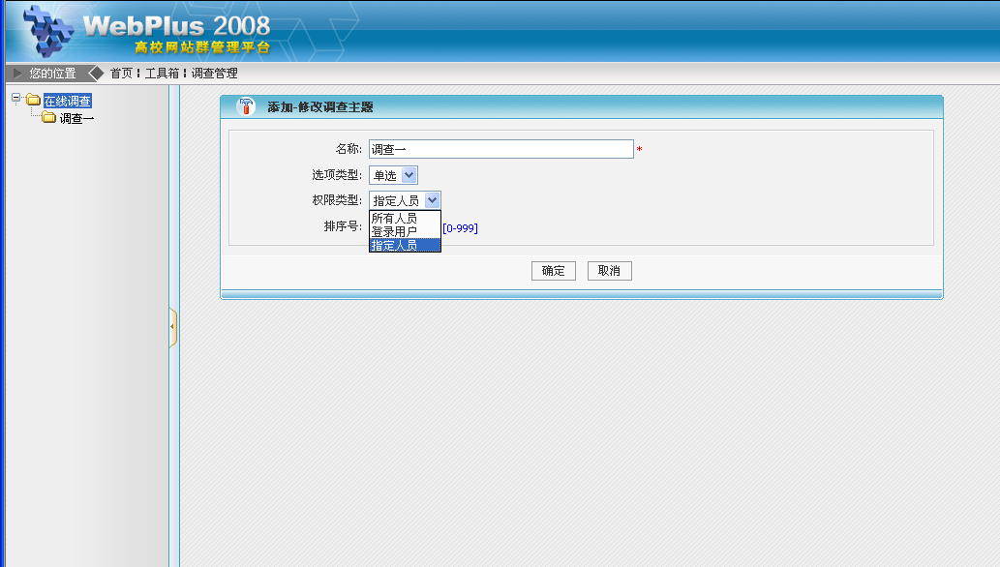 WebPlus 2008
高校网站群管理平台
您的位置 首页 工具箱 调查管理
在线调查
调查一
添加-修改调查主题
名称: 调查一 *
选项类型: 单选
权限类型: 指定人员
所有人员
登录用户
指定人员
排序号: [0-999]
确定 取消